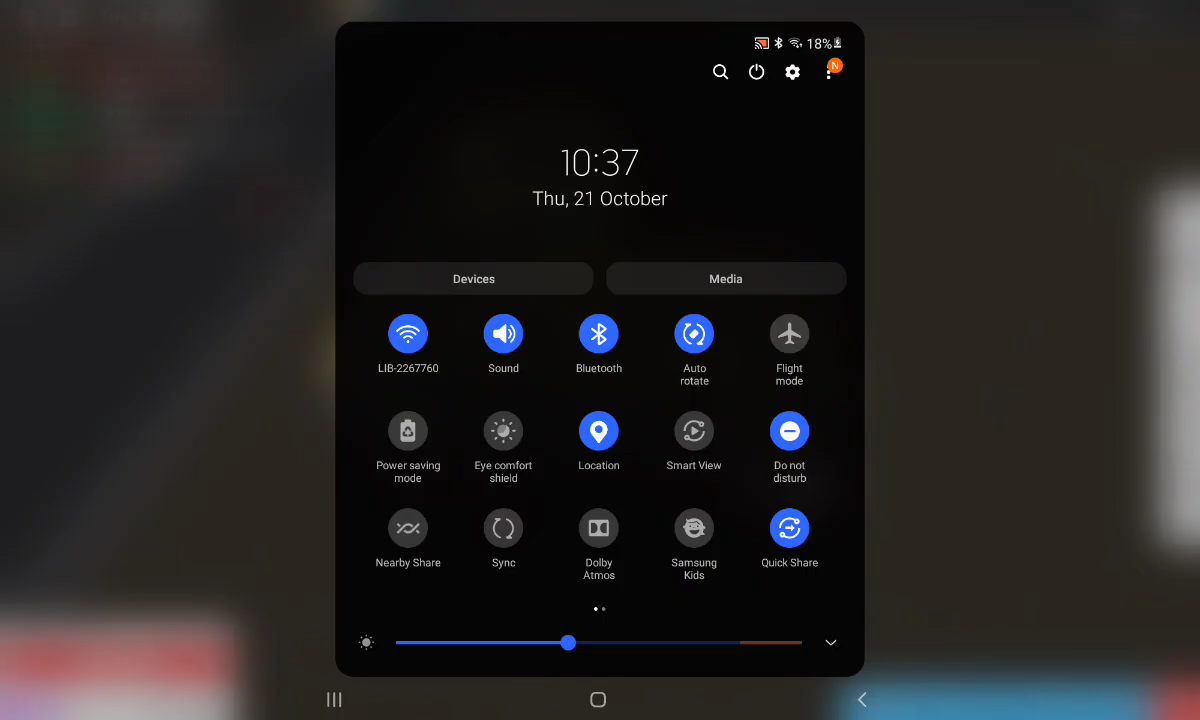 18%
N
10:37
Thu, 21 October
Devices
Media
LIB-2267760
Sound
Bluetooth
Auto
rotate
Flight
mode
Power saving
mode
Eye comfort
shield
Location
Smart View
Do not
disturb
Nearby Share
Sync
Dolby
Atmos
Samsung
Kids
Quick Share